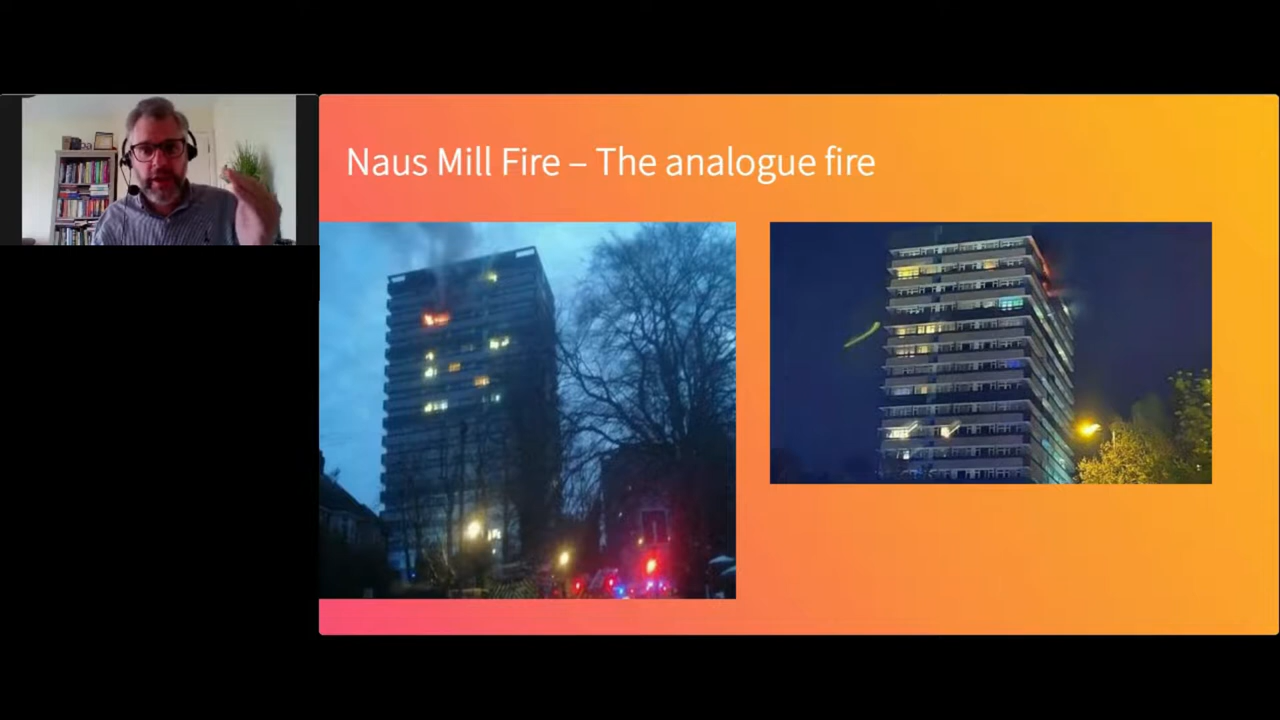 Naus Mill Fire – The analogue fire